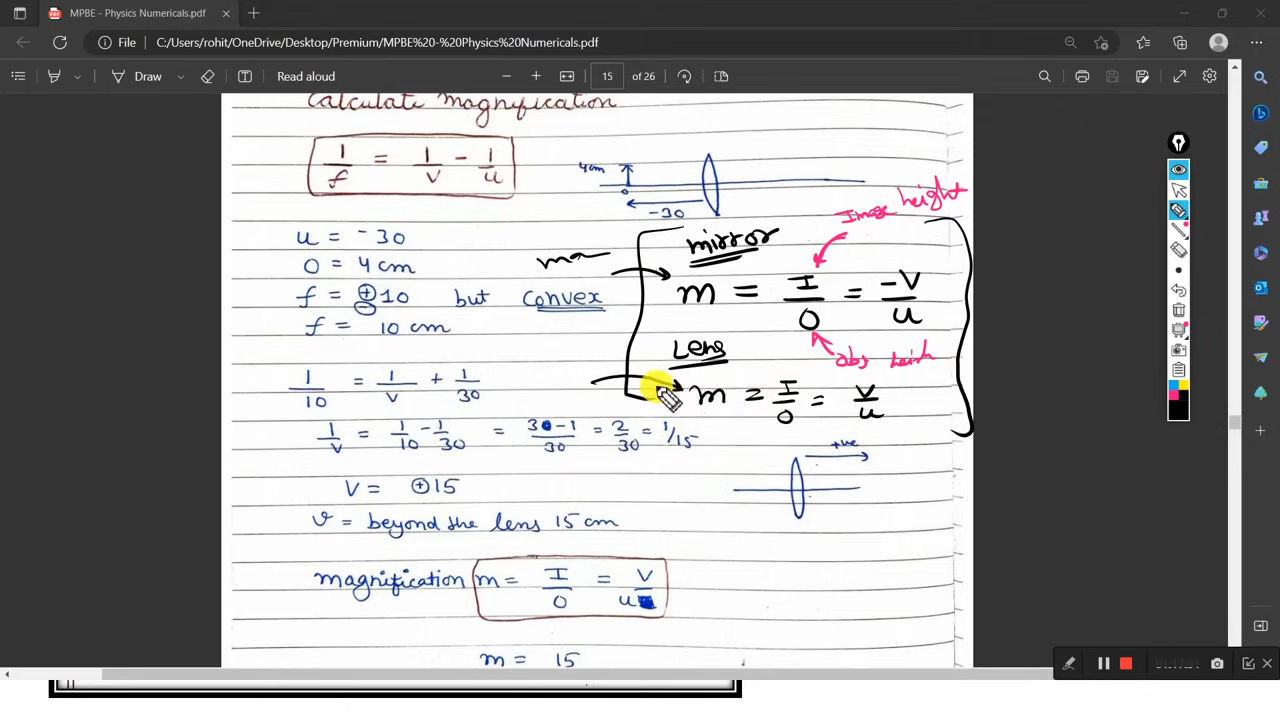 MPBE - Physics Numericals.pdf
File C:/Users/rohit/OneDrive/Desktop/Premium/MPBE%20-%20Physics%20Numericals.pdf
Draw Read aloud 15 of 26
Calculate magnification
1/f = 1/v - 1/u
4cm
O
-30
Image height
u = -30
mirror
O = 4 cm
m = I/O = -V/u
f = ⊕10 but Convex
f = 10 cm
Lens
obj
m = I/O = V/u
1/10 = 1/v + 1/30
1/v = 1/10 - 1/30 = 30-1/30 = 2/30 = 1/15
+ve
V = ⊕15
v = beyond the lens 15 cm
magnification m = I/O = V/u
m = 15